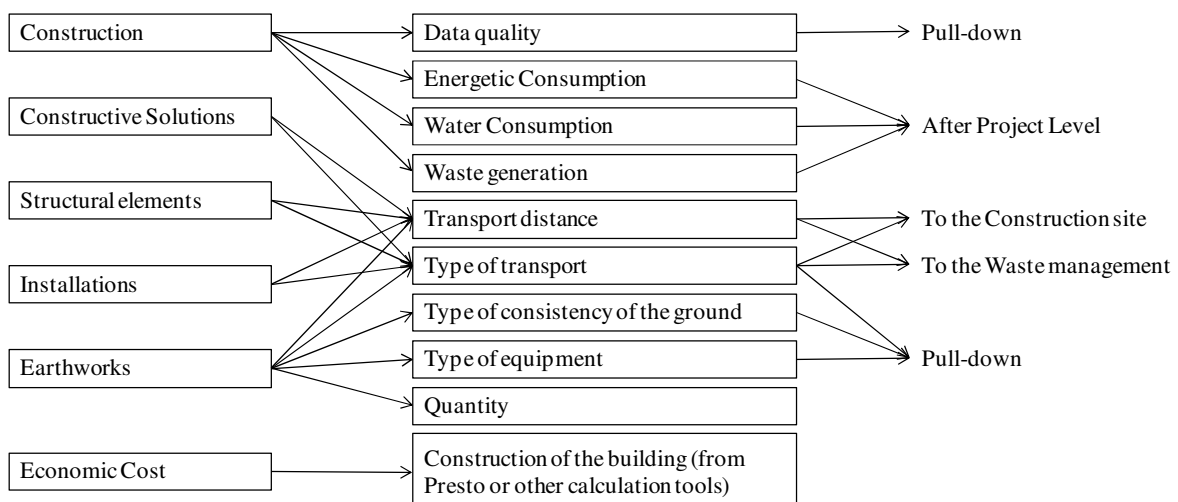 Construction
Constructive Solutions
Structural elements
Installations
Earthworks
Economic Cost
Data quality
Energetic Consumption
Water Consumption
Waste generation
Transport distance
Type of transport
Type of consistency of the ground
Type of equipment
Quantity
Construction of the building (from
Presto or other calculation tools)
Pull-down
After Project Level
To the Construction site
To the Waste management
Pull-down